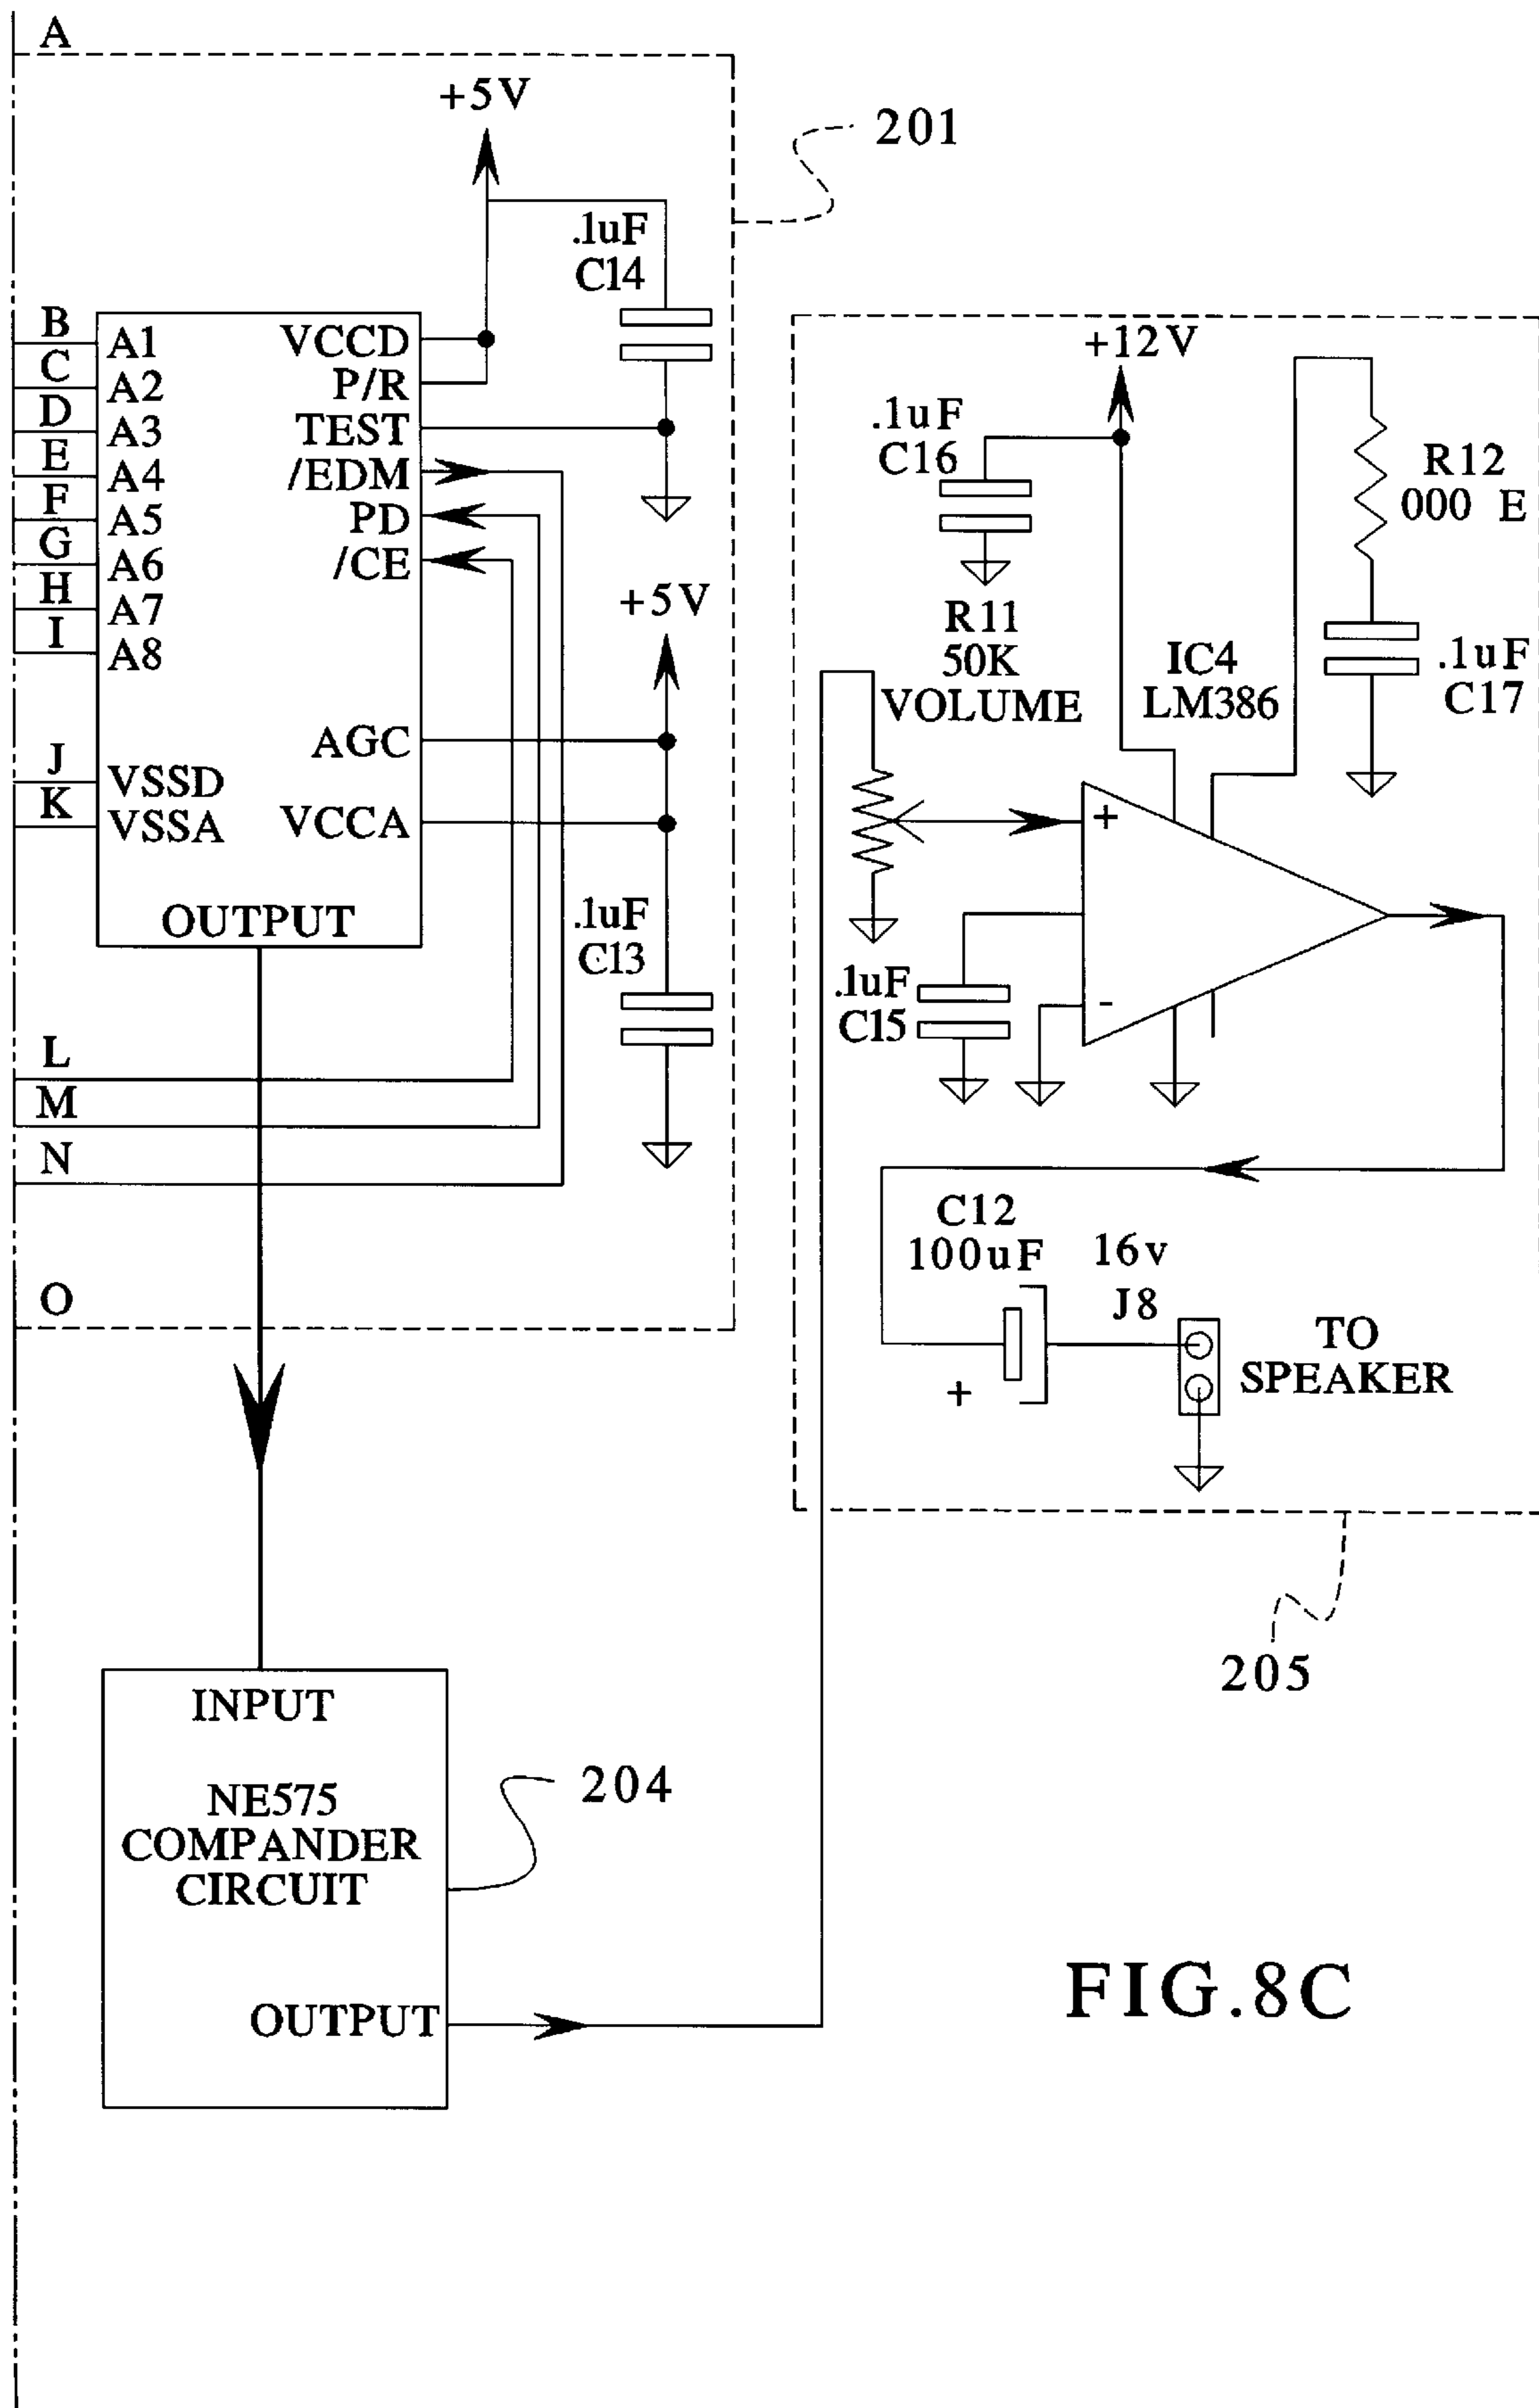 A
+5V
201
.1uF
C14
B
C
D
E
F
G
H
I
J
K
A1
A2
A3
A4
A5
A6
A7
A8
VSSD
VSSA
VCCD
P/R
TEST
/EDM
PD
/CE
AGC
VCCA
OUTPUT
+5V
.1uF
C13
L
M
N
O
INPUT
NE575
COMPANDER
CIRCUIT
OUTPUT
204
+12V
.1uF
C16
R12
000 E
R11
50K
VOLUME
IC4
LM386
.1uF
C17
+
-
.1uF
C15
C12
100uF
16v
J8
+
TO
SPEAKER
205
FIG.8C